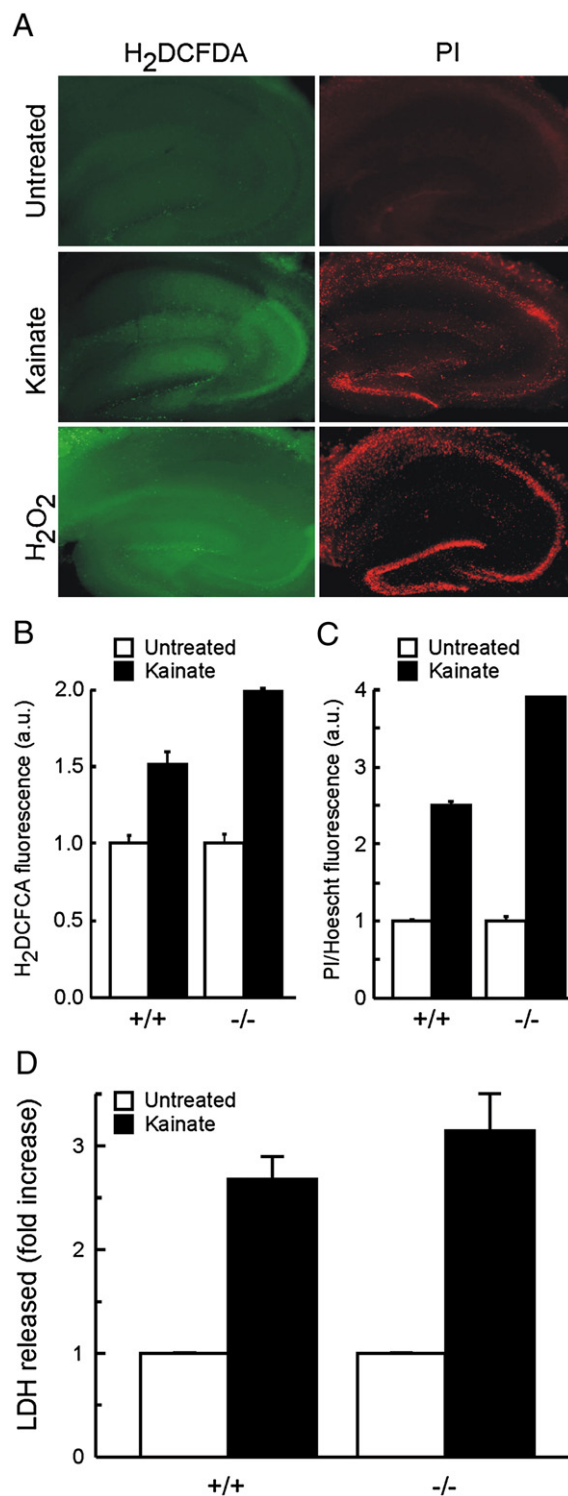 A
H2DCFDA PI
Untreated
Kainate
H2O2
B
Untreated
Kainate
H2DCFCA fluorescence (a.u.)
2.0
1.5
1.0
0.5
0.0
+/+ -/-
C
Untreated
Kainate
PI/Hoescht fluorescence (a.u.)
4
3
2
1
0
+/+ -/-
D
Untreated
Kainate
LDH released (fold increase)
3
2
1
0
+/+ -/-